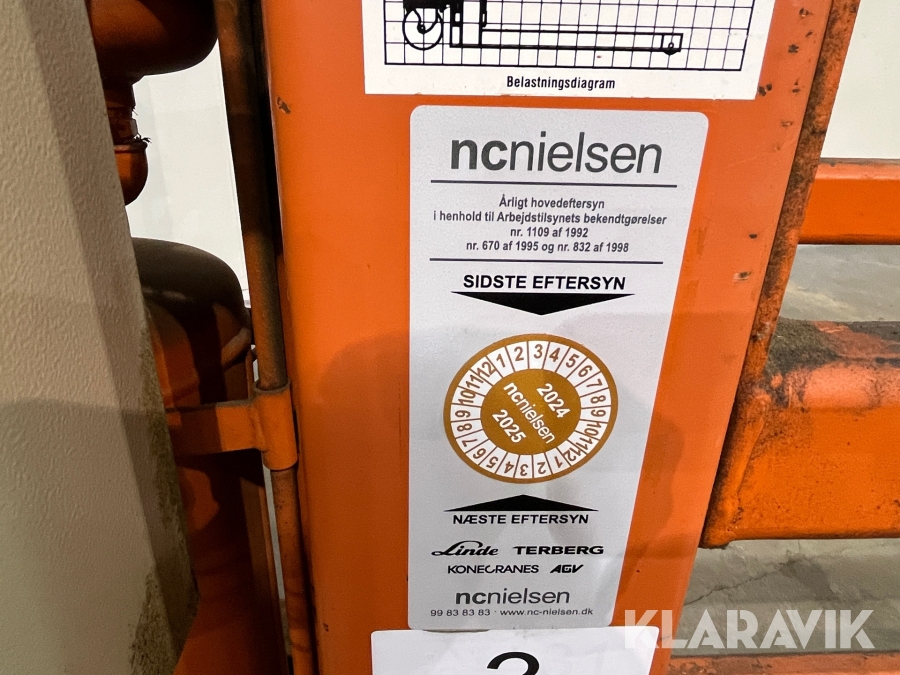 Belastningsdiagram
ncnielsen
Årligt hovedeftersyn
i henhold til Arbejdstilsynets bekendtgørelser
nr. 1109 af 1992
nr. 670 af 1995 og nr. 832 af 1998
SIDSTE EFTERSYN
1 2 3 4 5 6 7 8 9 10 11 12
2024
ncnielsen
2025
1 2 3 4 5 6 7 8 9 10 11 12
NÆSTE EFTERSYN
Linde TERBERG
KONECRANES AGV
ncnielsen
99 83 83 83 · www.nc-nielsen.dk
KLARAVIK